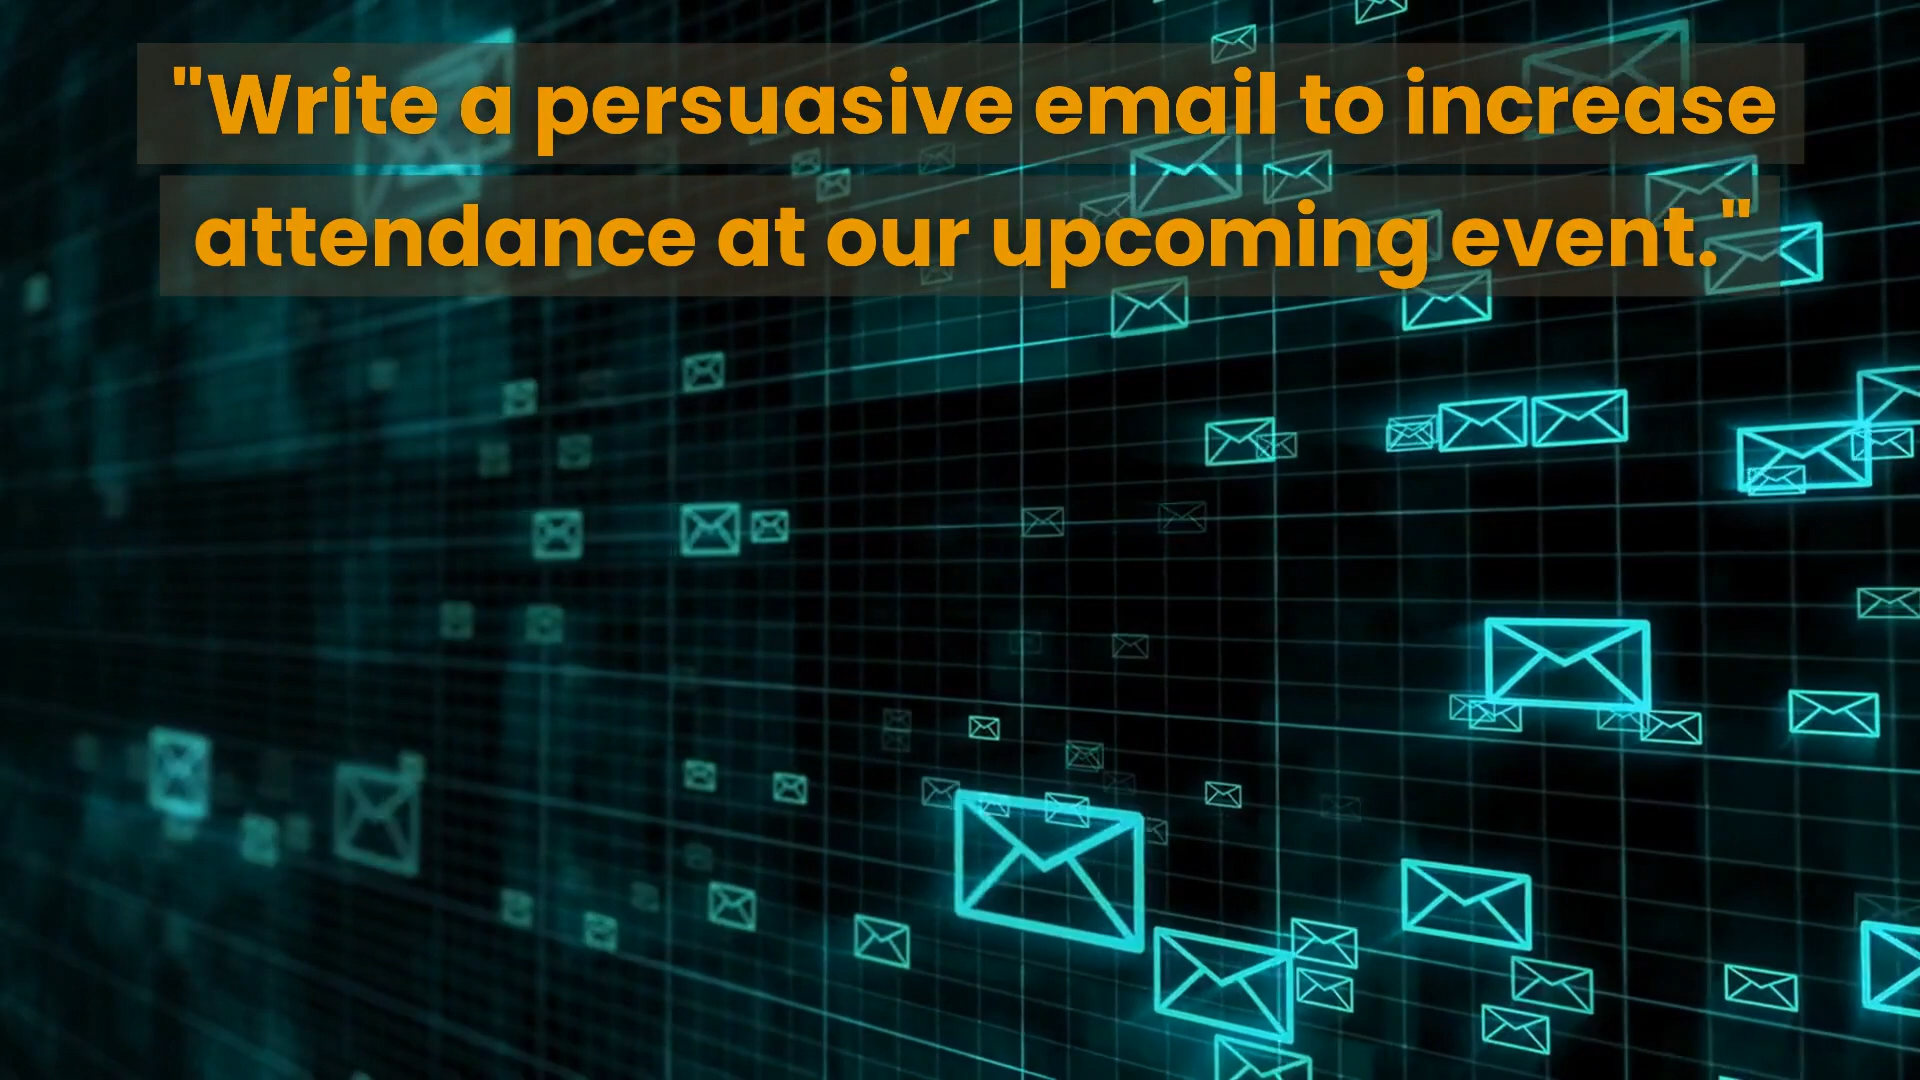 "Write a persuasive email to increase
attendance at our upcoming event."